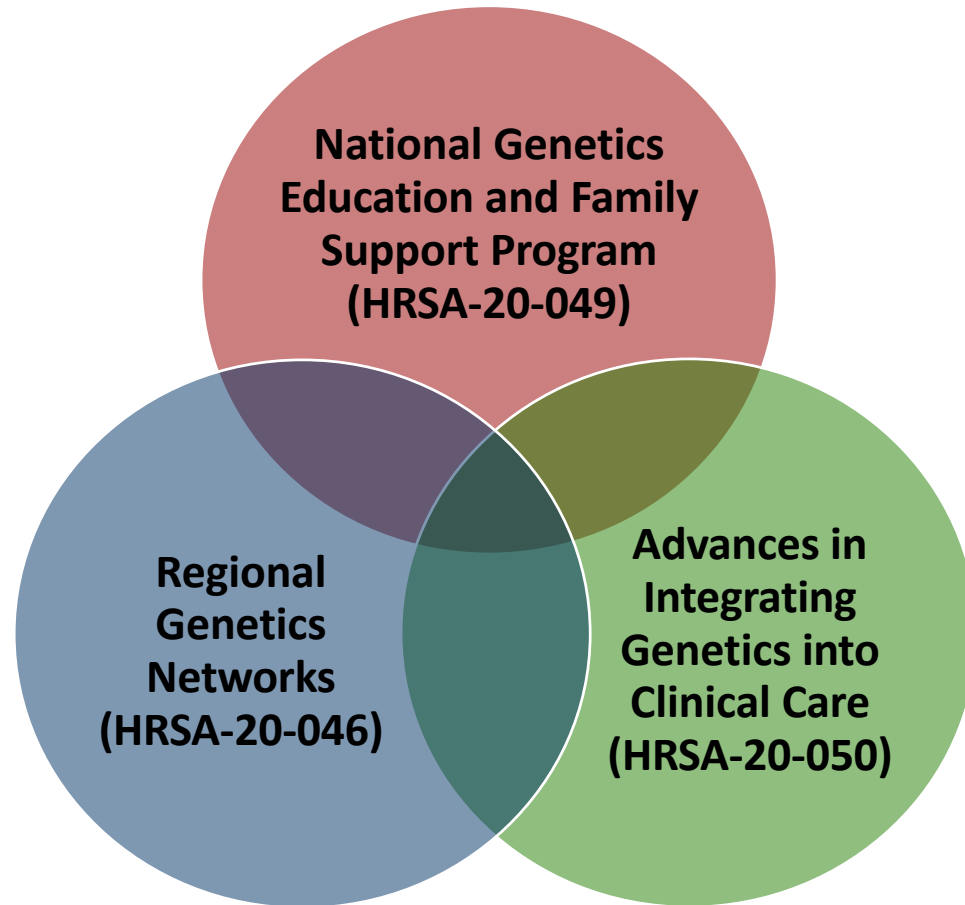 National Genetics
Education and Family
Support Program
(HRSA-20-049)
Regional
Genetics
Networks
(HRSA-20-046)
Advances in
Integrating
Genetics into
Clinical Care
(HRSA-20-050)